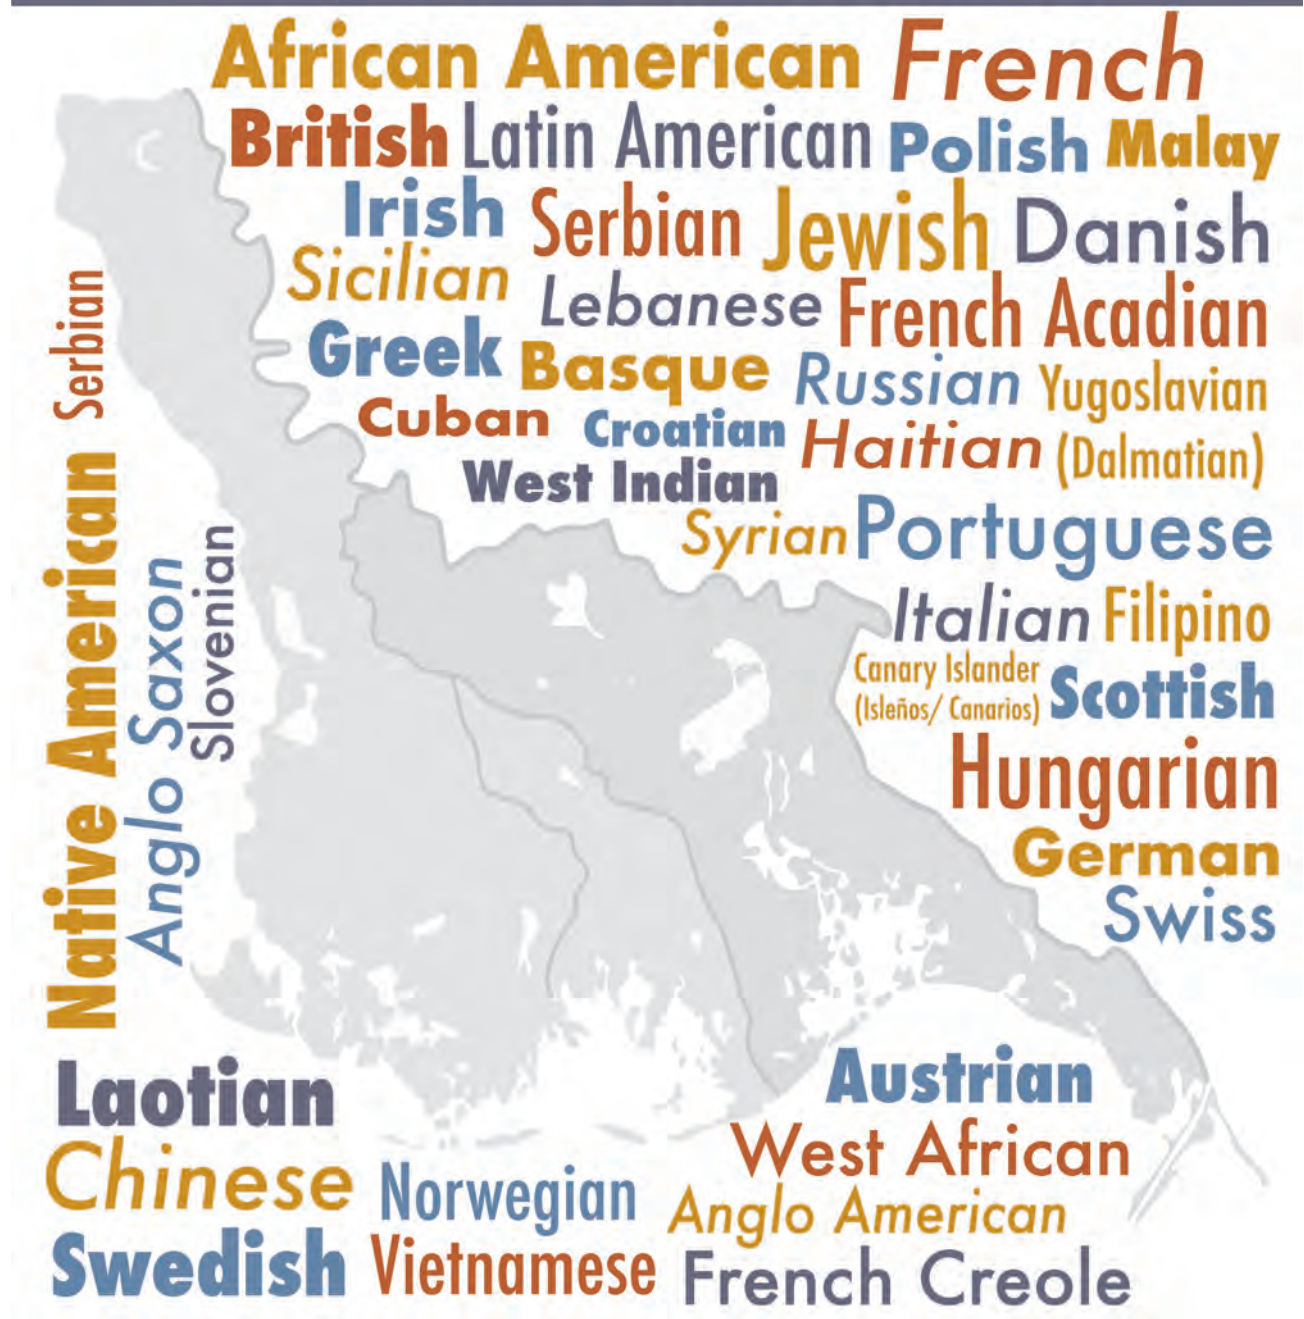 African American French
British Latin American Polish Malay
Irish Serbian Jewish Danish
Sicilian Lebanese French Acadian
Greek Basque Russian Yugoslavian
Cuban Croatian Haitian (Dalmatian)
West Indian
Syrian Portuguese
Italian Filipino
Canary Islander
(Isleños/ Canarios) Scottish
Hungarian
German
Swiss
Serbian
Native American
Anglo Saxon
Slovenian
Laotian
Chinese
Swedish
Norwegian
Vietnamese
Austrian
West African
Anglo American
French Creole